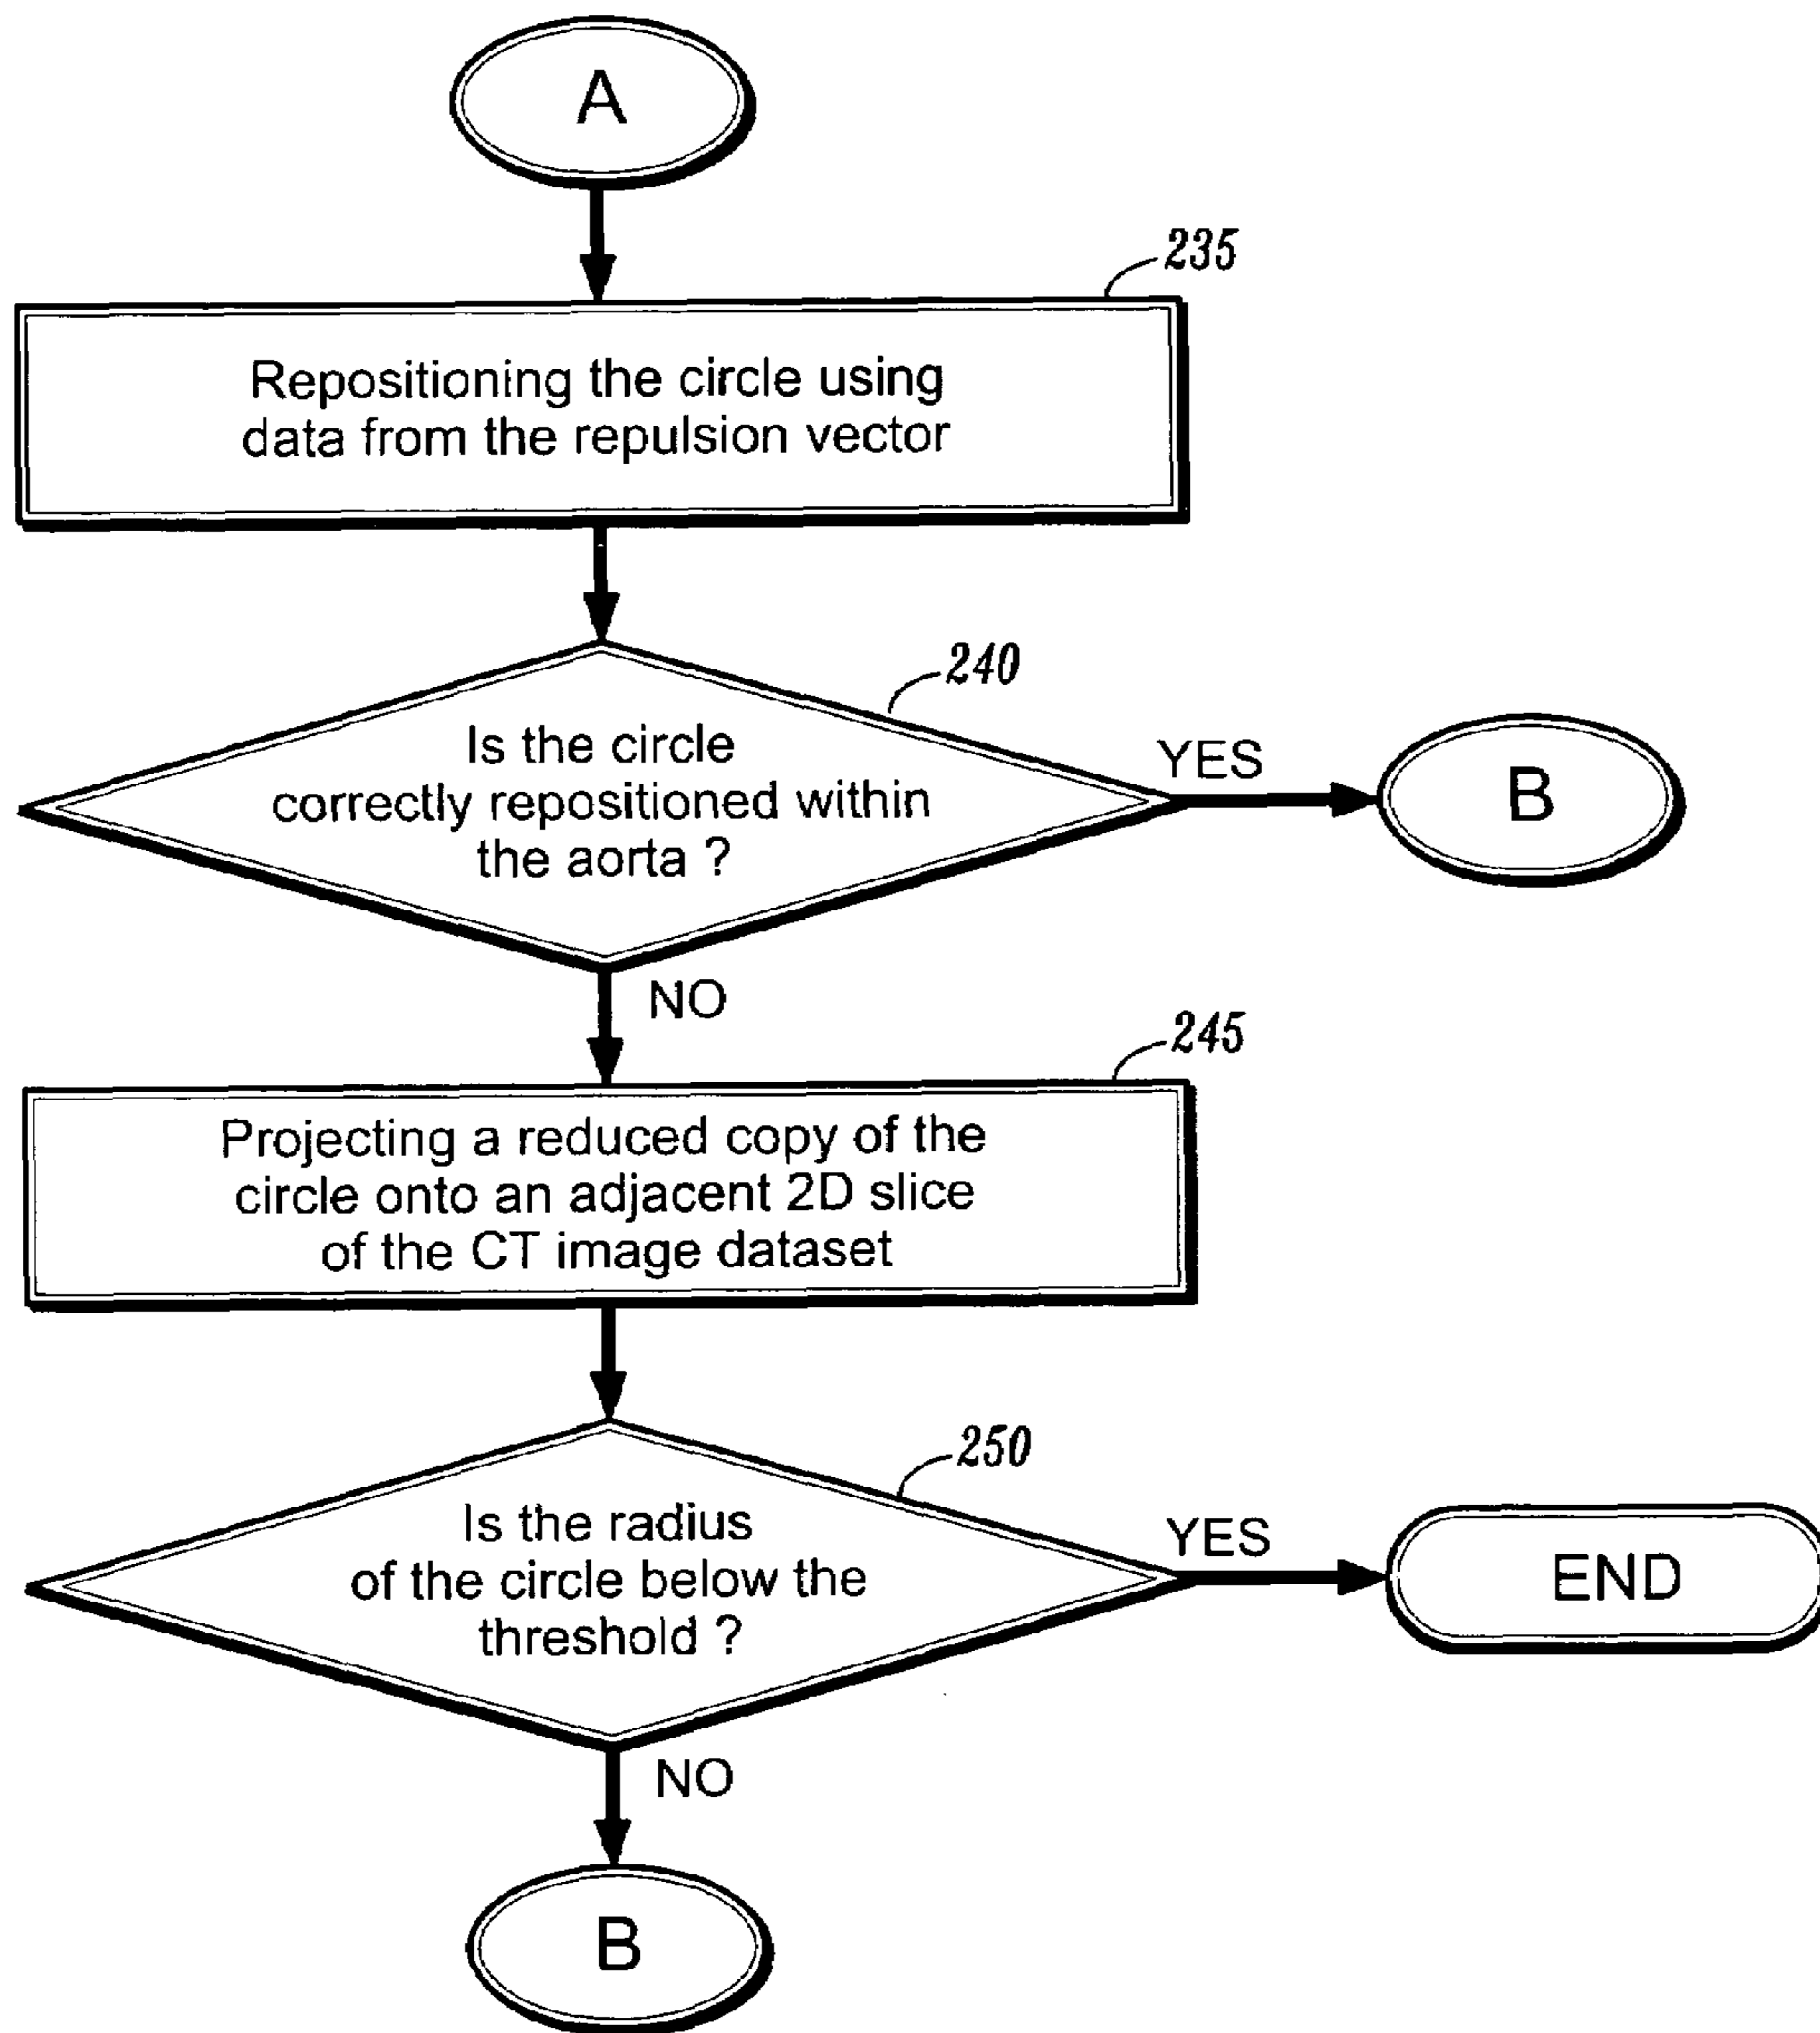 A
235
Repositioning the circle using
data from the repulsion vector
240
Is the circle
correctly repositioned within
the aorta ?
YES
B
NO
245
Projecting a reduced copy of the
circle onto an adjacent 2D slice
of the CT image dataset
250
Is the radius
of the circle below the
threshold ?
YES
END
NO
B